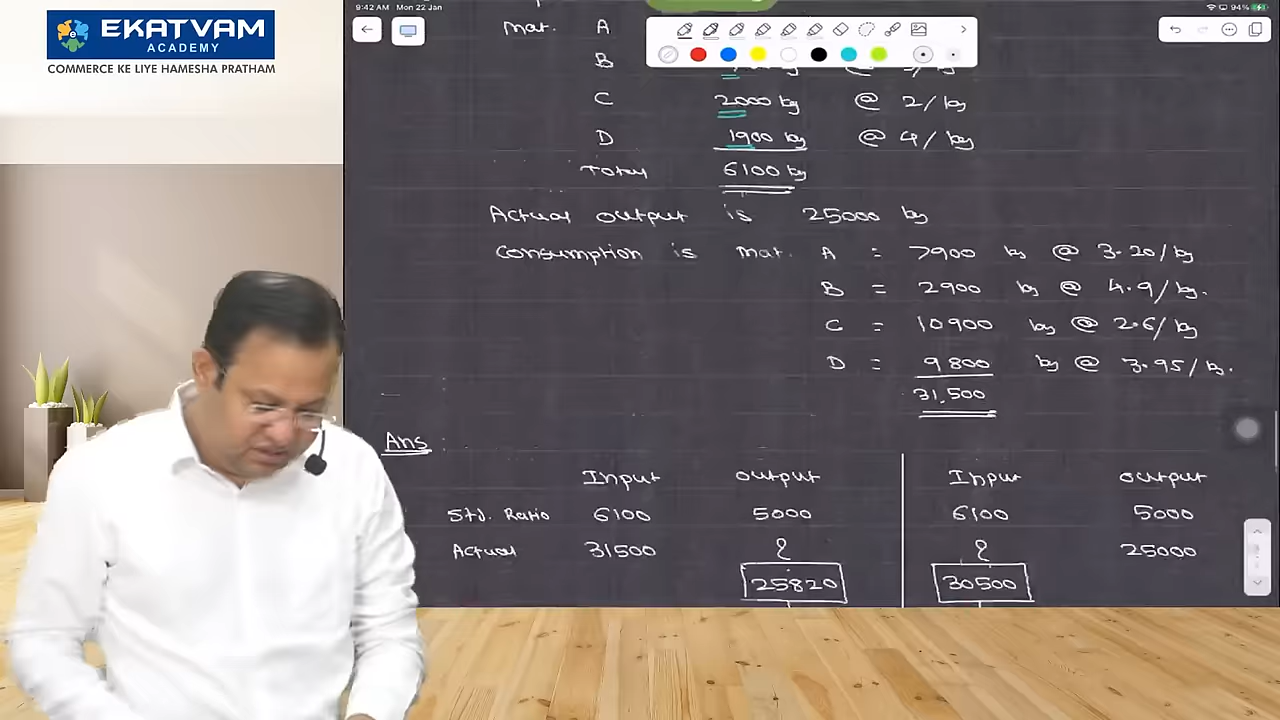 EKATVAM
ACADEMY
COMMERCE KE LIYE HAMESHA PRATHAM
9:42 AM Mon 22 Jan
94%
Mat. A
B
C 2000 kg @ 2/kg
D 1900 kg @ 4/kg
Total 6100 kg
Actual output is 25000 kg
Consumption is Mat. A = 7900 kg @ 3.20/kg
B = 2900 kg @ 4.9/kg.
C = 10900 kg @ 2.6/kg
D = 9800 kg @ 3.95/kg.
31,500
Ans :
Input Output Input Output
Std. Ratio 6100 5000 6100 5000
Actual 31500 ? ? 25000
25820 30500